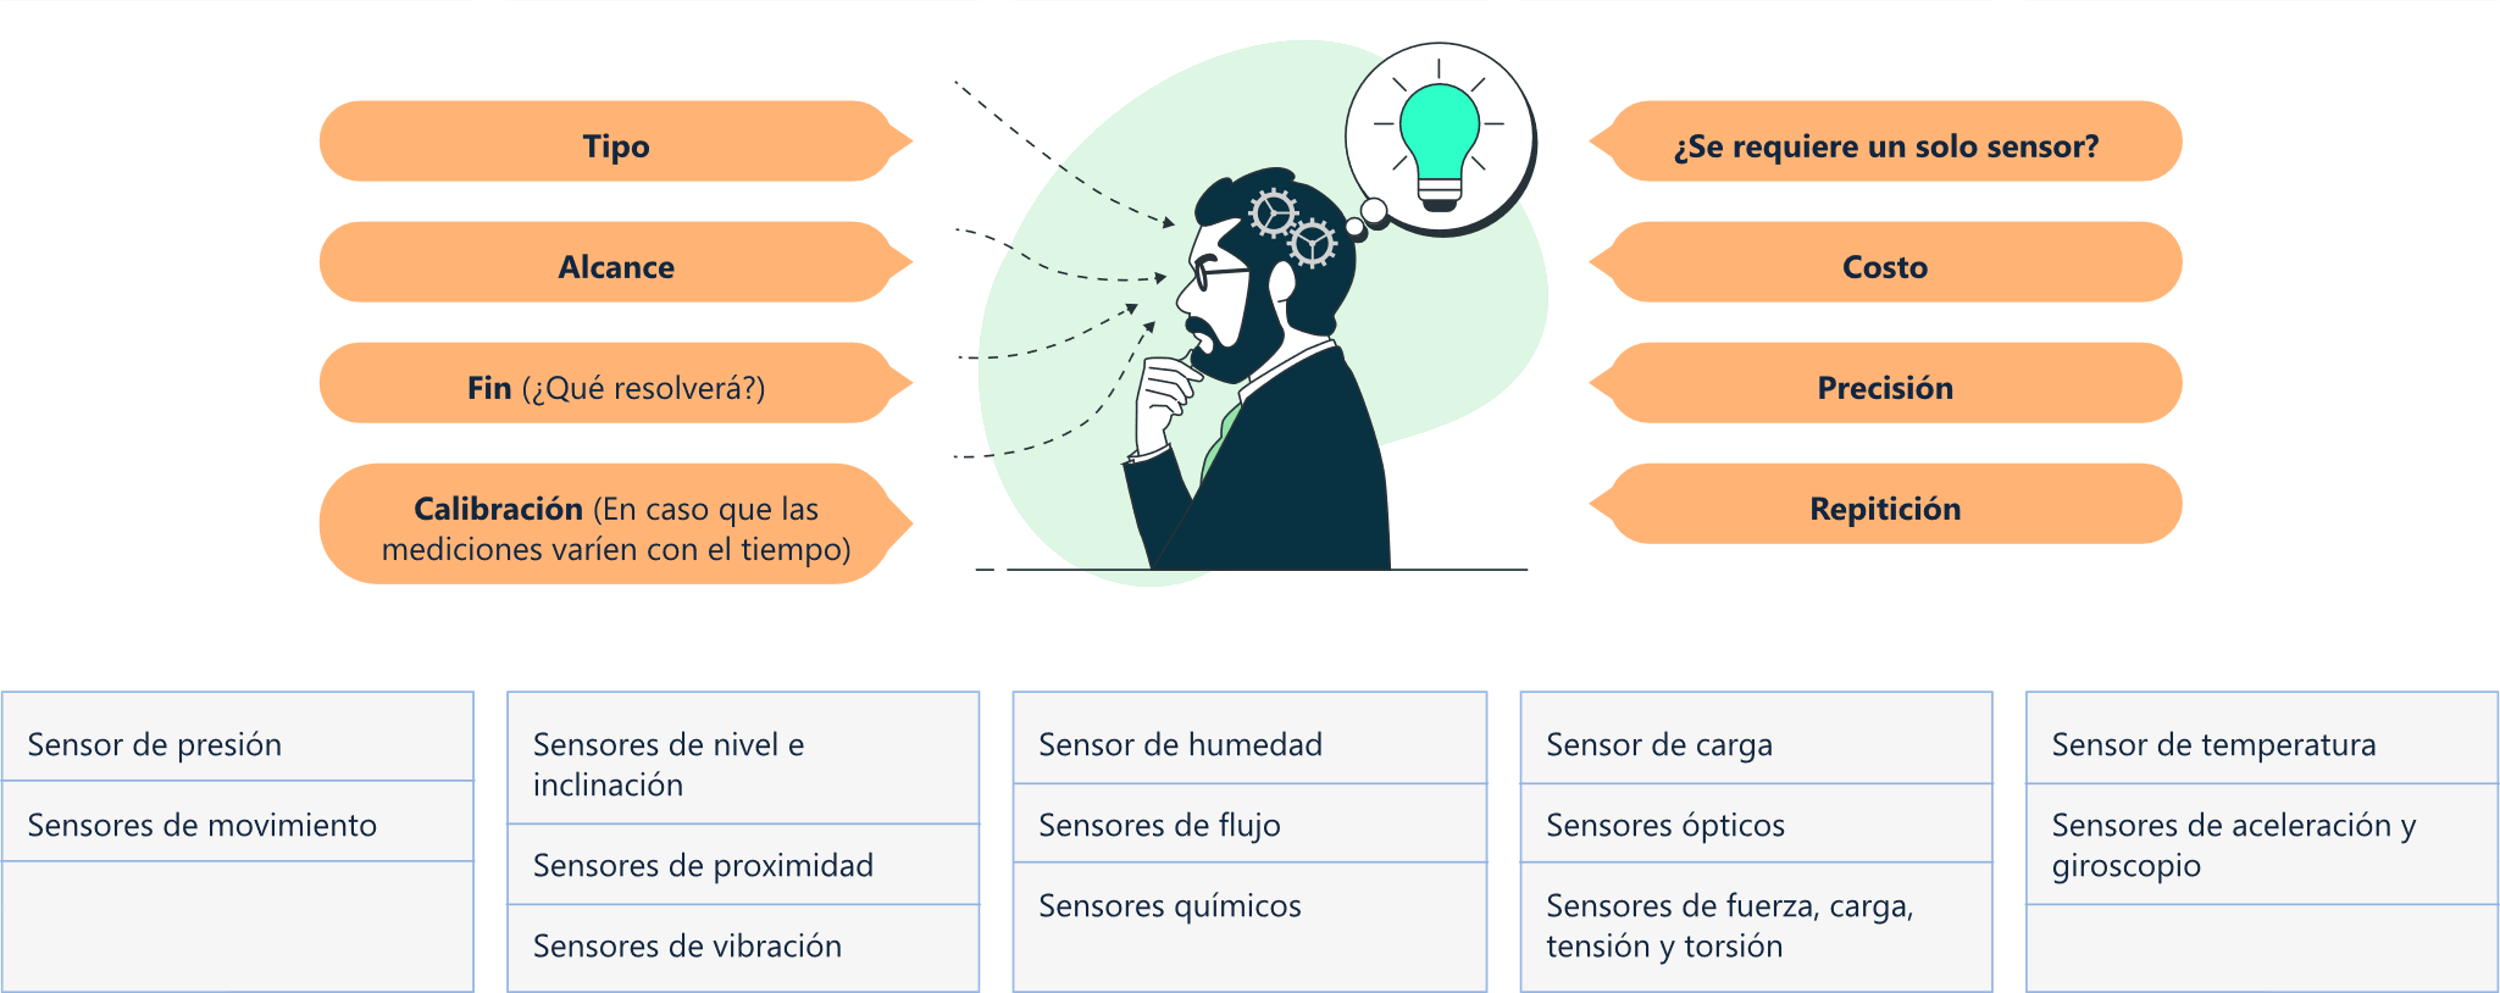 Tipo
Alcance
Fin (¿Qué resolverá?)
Calibración (En caso que las
mediciones varíen con el tiempo)
¿Se requiere un solo sensor?
Costo
Precisión
Repitición
Sensor de presión
Sensores de movimiento
Sensores de nivel e
inclinación
Sensores de proximidad
Sensores de vibración
Sensor de humedad
Sensores de flujo
Sensores químicos
Sensor de carga
Sensores ópticos
Sensores de fuerza, carga,
tensión y torsión
Sensor de temperatura
Sensores de aceleración y
giroscopio